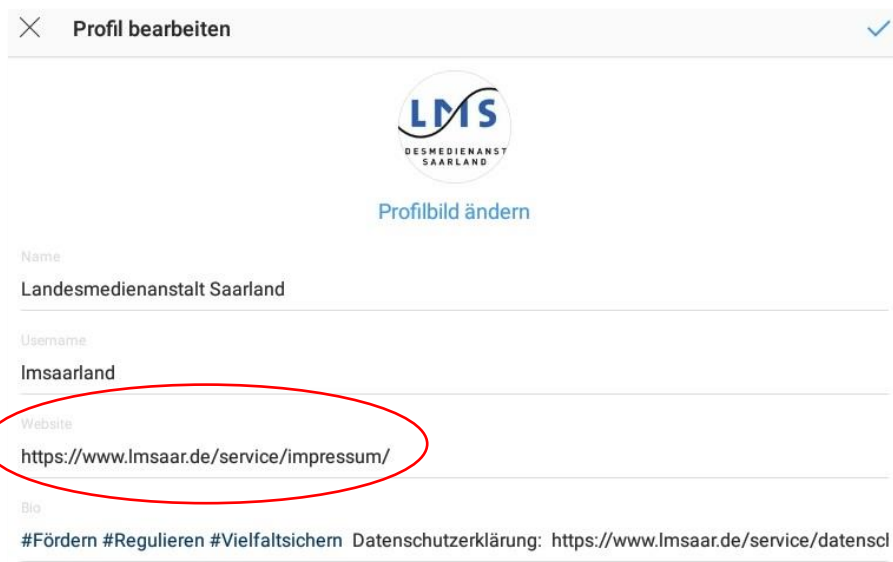 Profil bearbeiten
LMS
DESMEDIENANST
SAARLAND
Profilbild ändern
Name
Landesmedienanstalt Saarland
Username
lmsaarland
Website
https://www.lmsaar.de/service/impressum/
Bio
#Fördern #Regulieren #Vielfaltsichern Datenschutzerklärung: https://www.lmsaar.de/service/datenscl